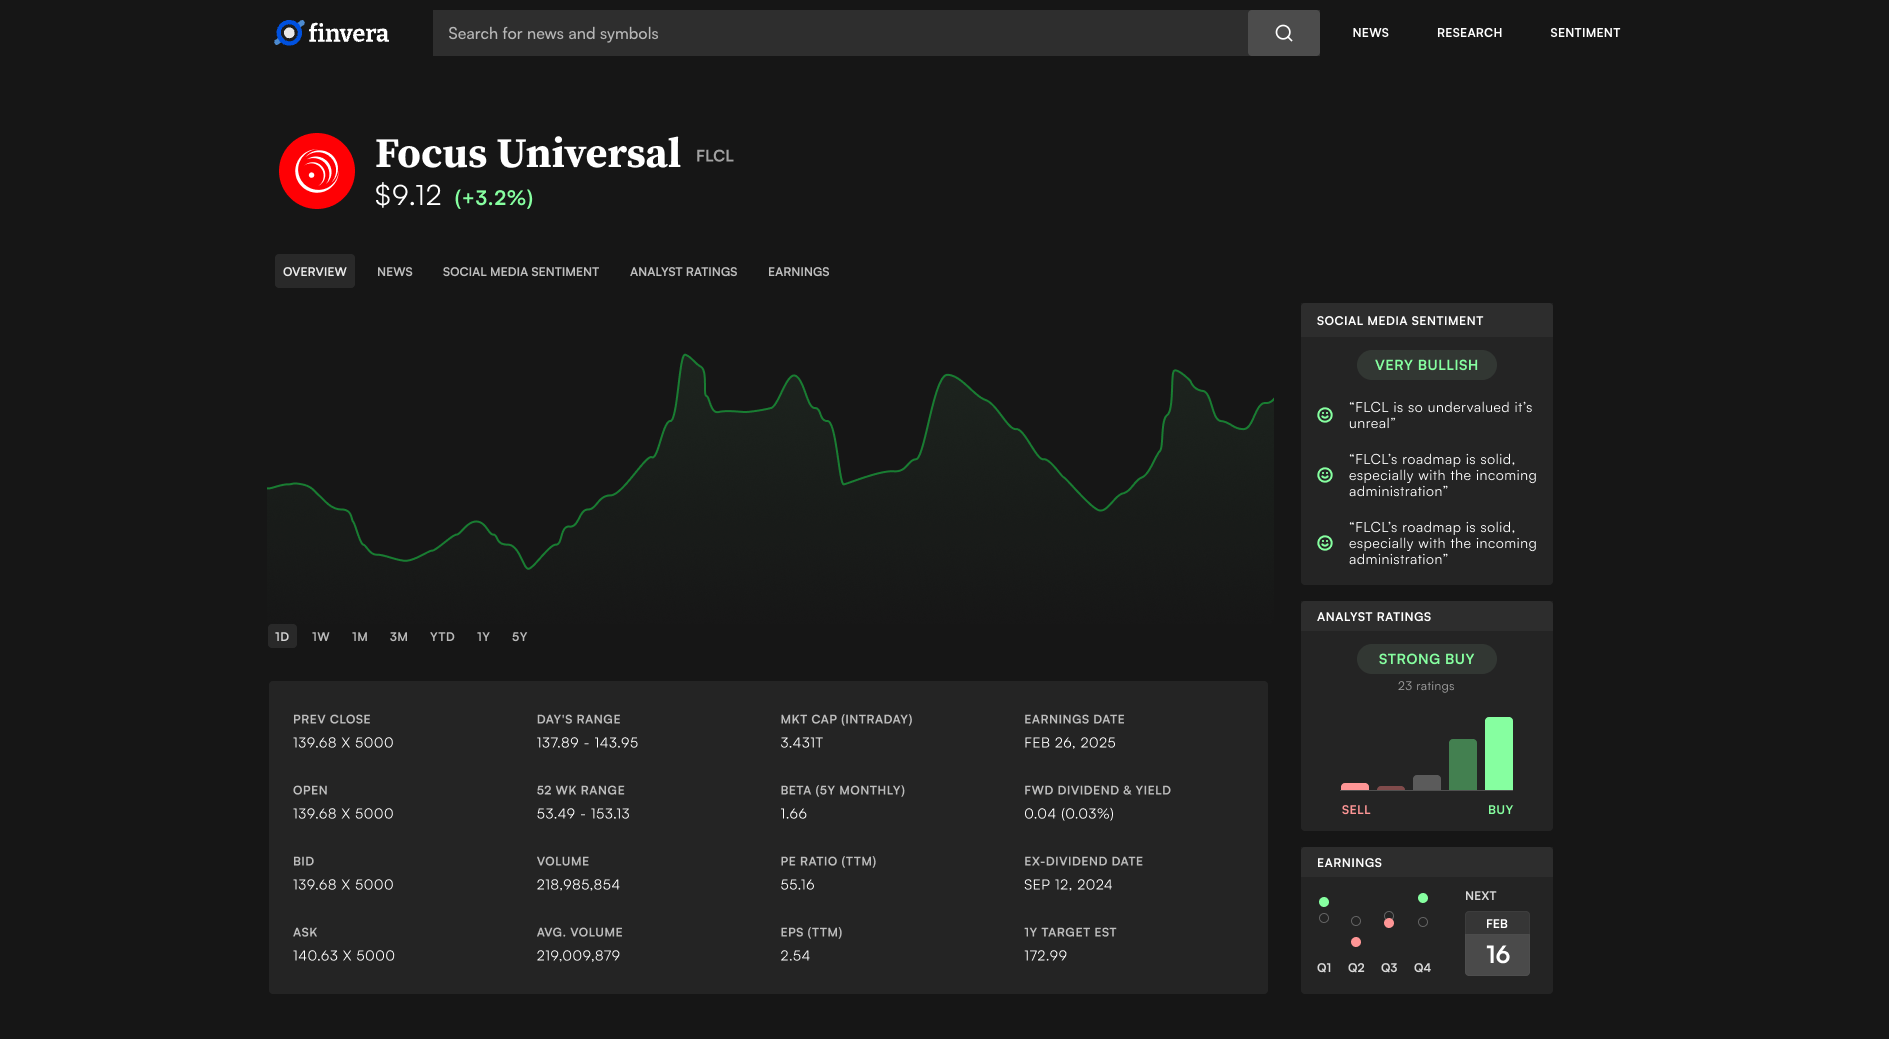 finvera
Search for news and symbols
NEWS
RESEARCH
SENTIMENT
Focus Universal FLCL
$9.12 (+3.2%)
OVERVIEW
NEWS
SOCIAL MEDIA SENTIMENT
ANALYST RATINGS
EARNINGS
1D
1W
1M
3M
YTD
1Y
5Y
PREV CLOSE
139.68 X 5000
DAY'S RANGE
137.89 - 143.95
MKT CAP (INTRADAY)
3.431T
EARNINGS DATE
FEB 26, 2025
OPEN
139.68 X 5000
52 WK RANGE
53.49 - 153.13
BETA (5Y MONTHLY)
1.66
FWD DIVIDEND & YIELD
0.04 (0.03%)
BID
139.68 X 5000
VOLUME
218,985,854
PE RATIO (TTM)
55.16
EX-DIVIDEND DATE
SEP 12, 2024
ASK
140.63 X 5000
AVG. VOLUME
219,009,879
EPS (TTM)
2.54
1Y TARGET EST
172.99
SOCIAL MEDIA SENTIMENT
VERY BULLISH
“FLCL is so undervalued it’s
unreal”
“FLCL’s roadmap is solid,
especially with the incoming
administration”
“FLCL’s roadmap is solid,
especially with the incoming
administration”
ANALYST RATINGS
STRONG BUY
23 ratings
SELL
BUY
EARNINGS
Q1
Q2
Q3
Q4
NEXT
FEB
16